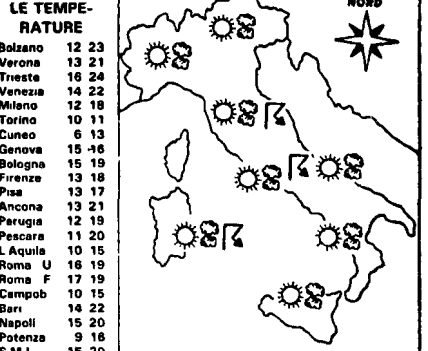 LE TEMPE-
RATURE
Bolzano 12 23
Verona 13 21
Trieste 16 24
Venezia 14 22
Milano 12 18
Torino 10 11
Cuneo 6 13
Genova 15 16
Bologna 15 19
Firenze 13 18
Pisa 13 17
Ancona 13 21
Perugia 12 19
Pescara 11 20
L Aquila 10 15
Roma U 16 19
Roma F 17 19
Campob 10 15
Bari 14 22
Napoli 15 20
Potenza 9 16
S M L 15 20
NORD